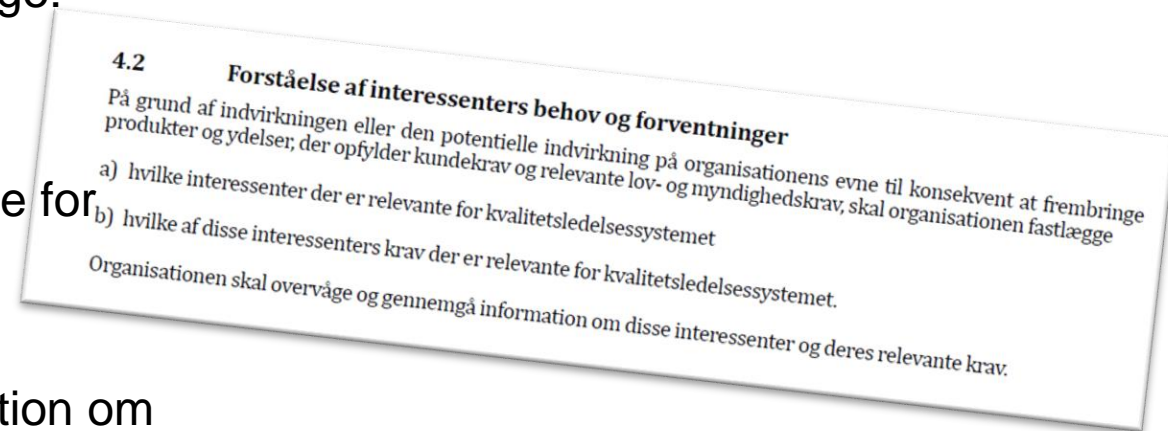 4.2 Forståelse af interessenters behov og forventninger
På grund af indvirkningen eller den potentielle indvirkning på organisationens evne til konsekvent at frembringe
produkter og ydelser, der opfylder kundekrav og relevante lov- og myndighedskrav, skal organisationen fastlægge
a) hvilke interessenter der er relevante for kvalitetsledelsessystemet
e for
b) hvilke af disse interessenters krav der er relevante for kvalitetsledelsessystemet.
Organisationen skal overvåge og gennemgå information om disse interessenter og deres relevante krav.
tion om